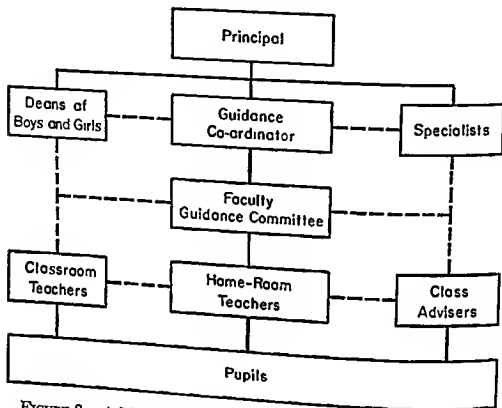 Principal
Deans of
Boys and Girls
Guidance
Co-ordinator
Specialists
Faculty
Guidance Committee
Classroom
Teachers
Home-Room
Teachers
Class
Advisers
Pupils
FIGURE